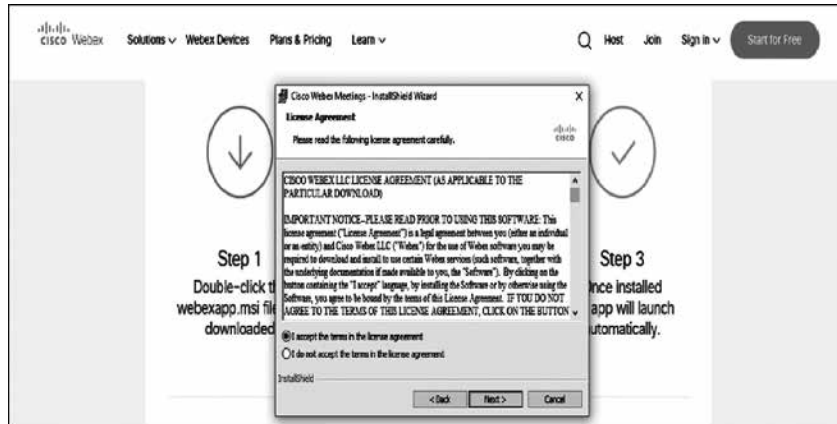 cisco Webex Solutions Webex Devices Plans & Pricing Learn Host Join Sign in Start for Free
Cisco Webex Meetings - InstallShield Wizard X
License Agreement
Please read the following license agreement carefully.
cisco
CISCO WEBEX LLC LICENSE AGREEMENT (AS APPLICABLE TO THE
PARTICULAR DOWNLOAD)
IMPORTANT NOTICE--PLEASE READ PRIOR TO USING THIS SOFTWARE: This
license agreement ("License Agreement") is a legal agreement between you (either an individual
or an entity) and Cisco Webex LLC ("Webex") for the use of Webex software you may be
required to download and install to use certain Webex services (such software, together with
the underlying documentation if made available to you, the "Software"). By clicking on the
button containing the "I accept" language, by installing the Software or by otherwise using the
Software, you agree to be bound by the terms of this License Agreement. IF YOU DO NOT
AGREE TO THE TERMS OF THIS LICENSE AGREEMENT, CLICK ON THE BUTTON
I accept the terms in the license agreement
I do not accept the terms in the license agreement
InstallShield
< Back Next > Cancel
Step 1
Double-click t
webexapp.msi file
downloaded
Step 3
Once installed
app will launch
automatically.